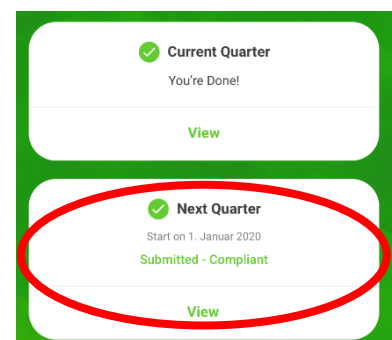 Current Quarter
You're Done!
View
Next Quarter
Start on 1. Januar 2020
Submitted - Compliant
View